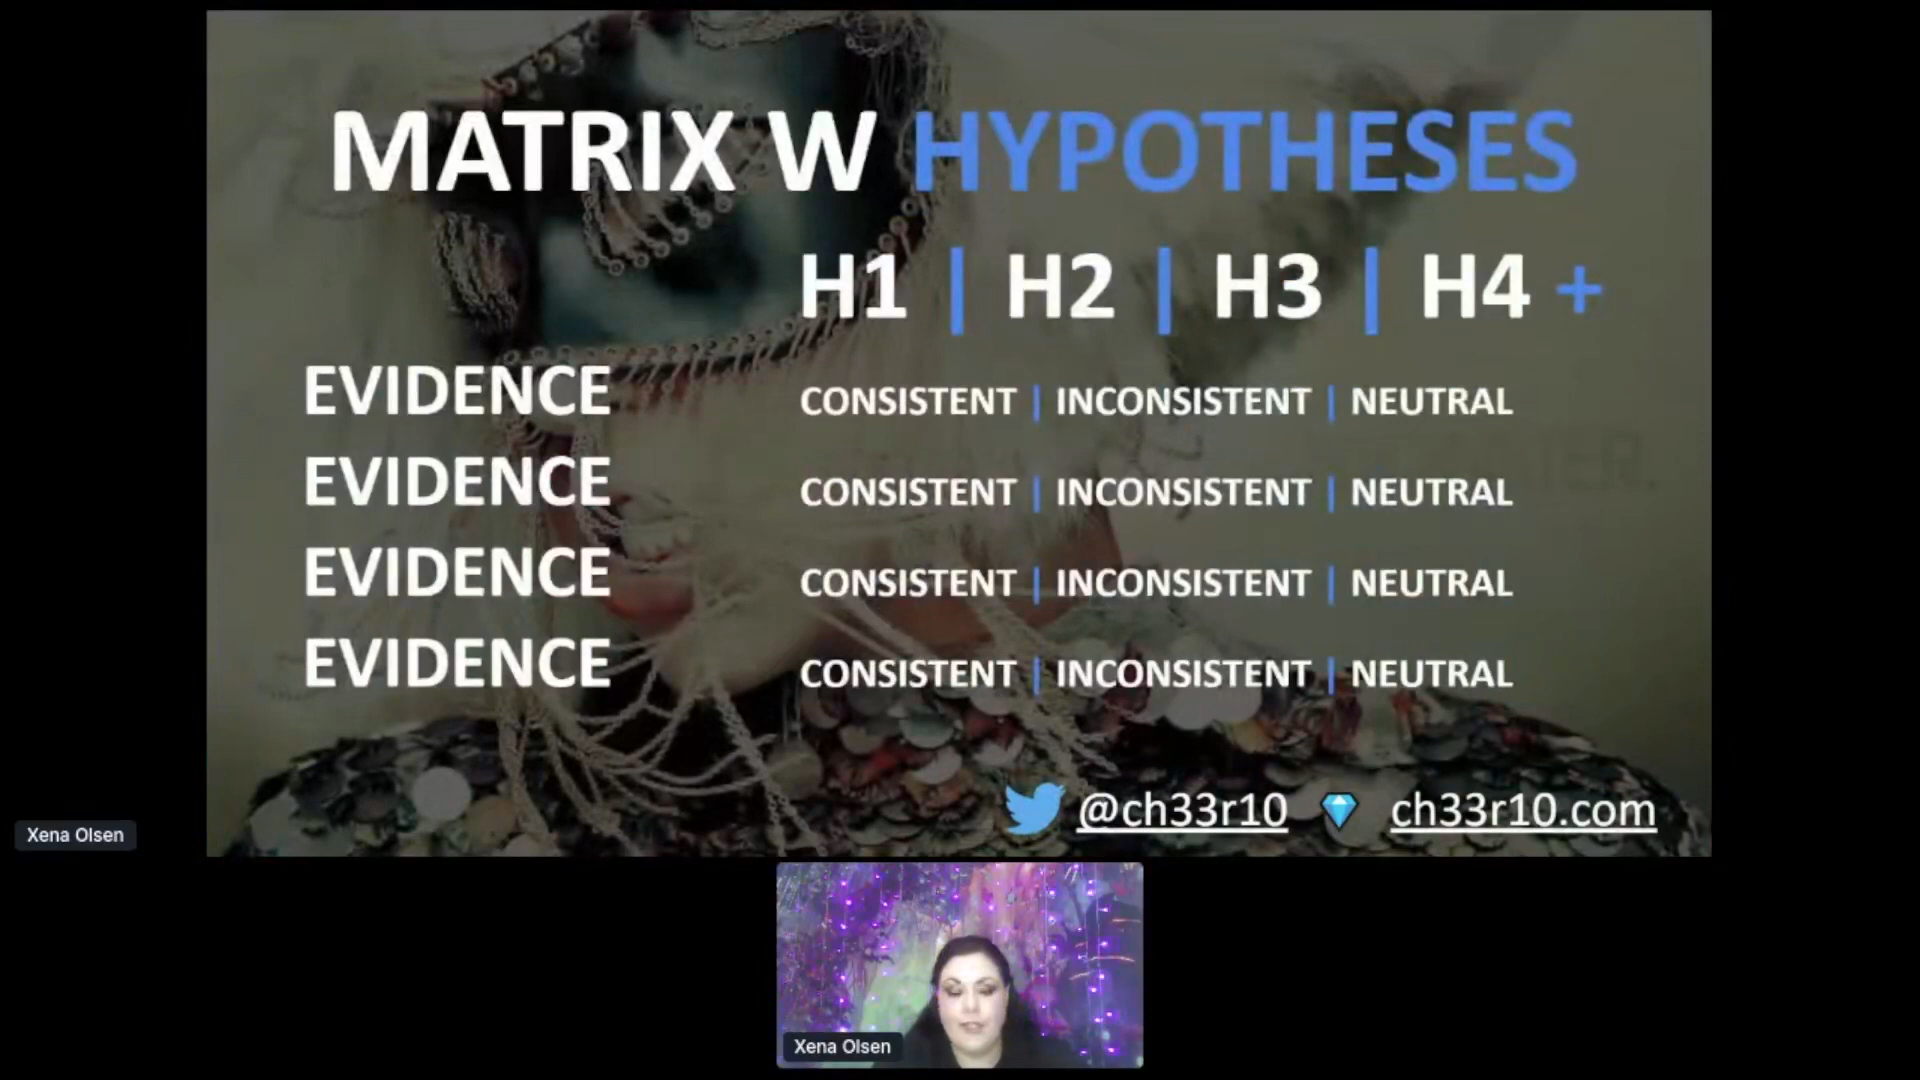 MATRIX W HYPOTHESES
H1 | H2 | H3 | H4 +
EVIDENCE CONSISTENT | INCONSISTENT | NEUTRAL
EVIDENCE CONSISTENT | INCONSISTENT | NEUTRAL
EVIDENCE CONSISTENT | INCONSISTENT | NEUTRAL
EVIDENCE CONSISTENT | INCONSISTENT | NEUTRAL
@ch33r10 ch33r10.com
Xena Olsen
Xena Olsen